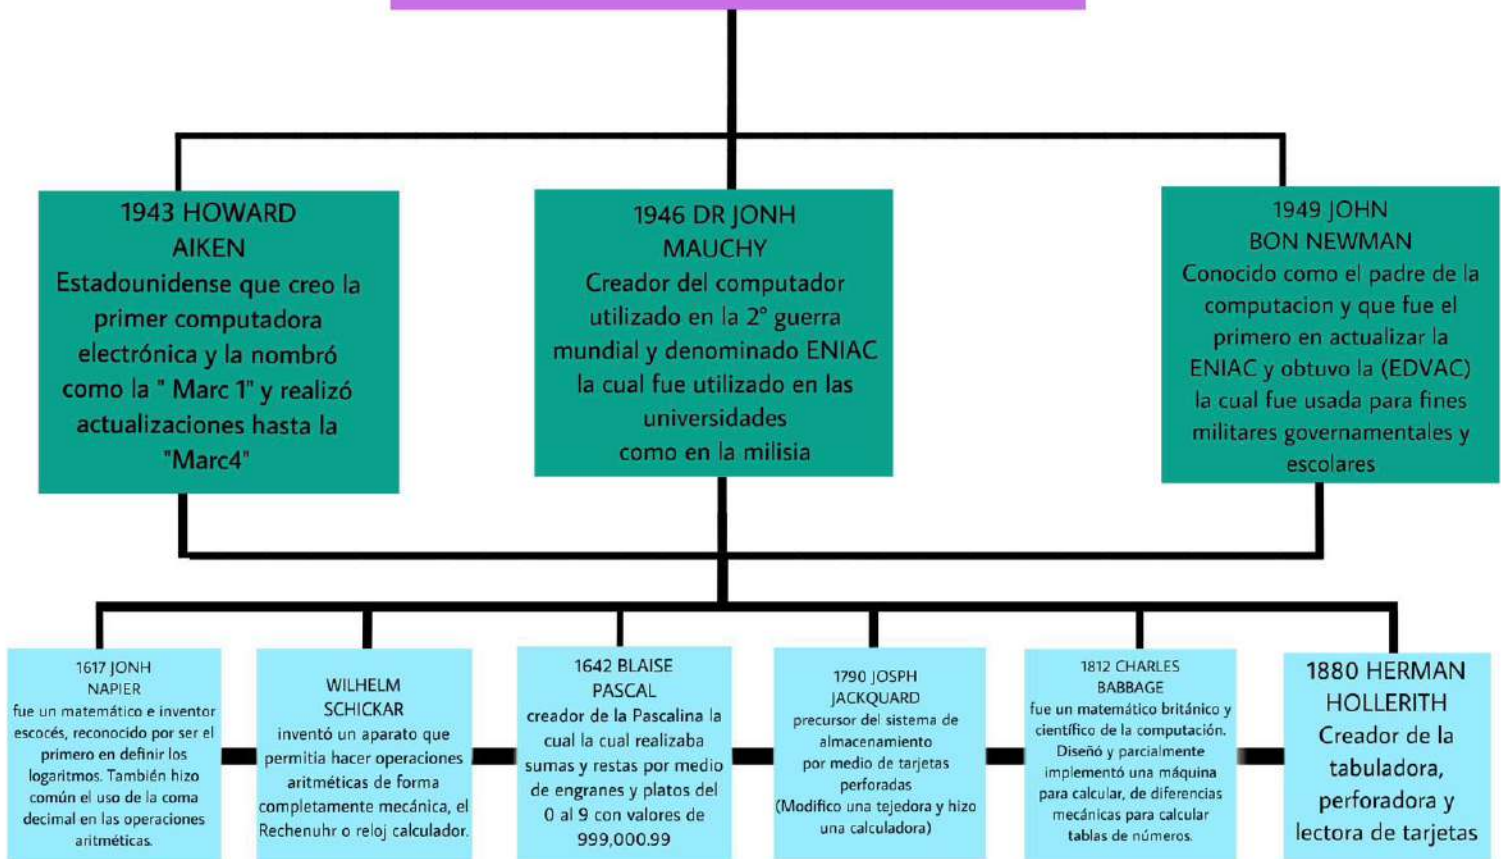 1943 HOWARD
AIKEN
Estadounidense que creo la
primer computadora
electrónica y la nombró
como la " Marc 1" y realizó
actualizaciones hasta la
"Marc4"
1946 DR JONH
MAUCHY
Creador del computador
utilizado en la 2° guerra
mundial y denominado ENIAC
la cual fue utilizado en las
universidades
como en la milisia
1949 JOHN
BON NEWMAN
Conocido como el padre de la
computacion y que fue el
primero en actualizar la
ENIAC y obtuvo la (EDVAC)
la cual fue usada para fines
militares governamentales y
escolares
1617 JONH
NAPIER
fue un matemático e inventor
escocés, reconocido por ser el
primero en definir los
logaritmos. También hizo
común el uso de la coma
decimal en las operaciones
aritméticas.
WILHELM
SCHICKAR
inventó un aparato que
permitia hacer operaciones
aritméticas de forma
completamente mecánica, el
Rechenuhr o reloj calculador.
1642 BLAISE
PASCAL
creador de la Pascalina la
cual la cual realizaba
sumas y restas por medio
de engranes y platos del
0 al 9 con valores de
999,000.99
1790 JOSPH
JACKQUARD
precursor del sistema de
almacenamiento
por medio de tarjetas
perforadas
(Modifico una tejedora y hizo
una calculadora)
1812 CHARLES
BABBAGE
fue un matemático británico y
científico de la computación.
Diseñó y parcialmente
implementó una máquina
para calcular, de diferencias
mecánicas para calcular
tablas de números.
1880 HERMAN
HOLLERITH
Creador de la
tabuladora,
perforadora y
lectora de tarjetas